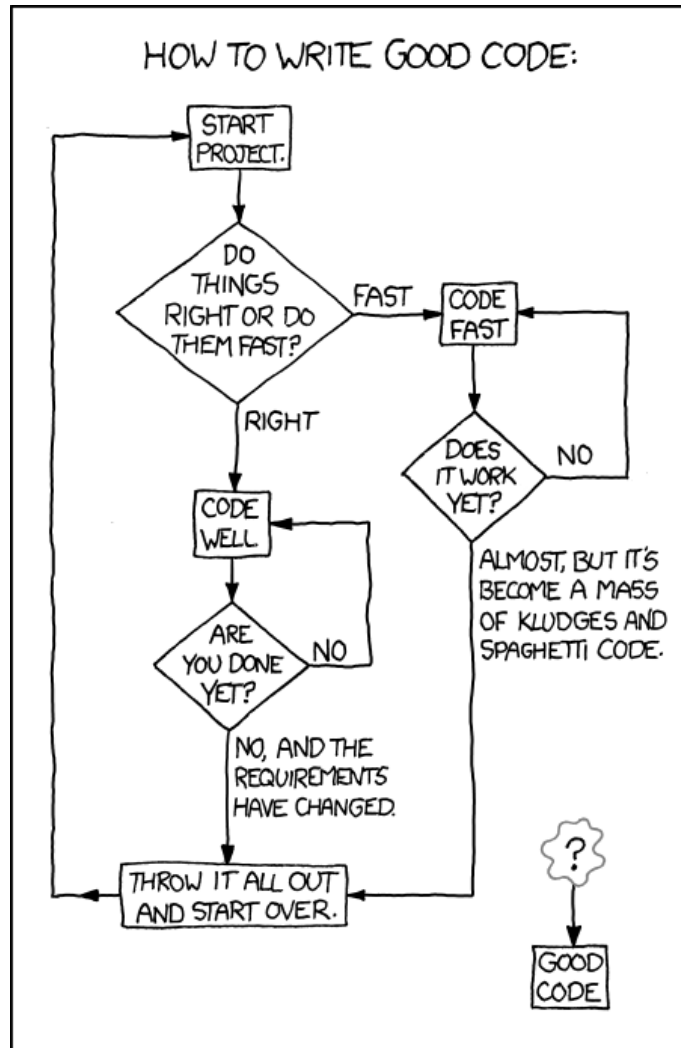 HOW TO WRITE GOOD CODE:
START
PROJECT.
DO
THINGS
RIGHT OR DO
THEM FAST?
FAST
CODE
FAST
DOES
IT WORK
YET?
NO
ALMOST, BUT IT'S
BECOME A MASS
OF KLUDGES AND
SPAGHETTI CODE.
RIGHT
CODE
WELL.
ARE
YOU DONE
YET?
NO
NO, AND THE
REQUIREMENTS
HAVE CHANGED.
THROW IT ALL OUT
AND START OVER.
?
GOOD
CODE